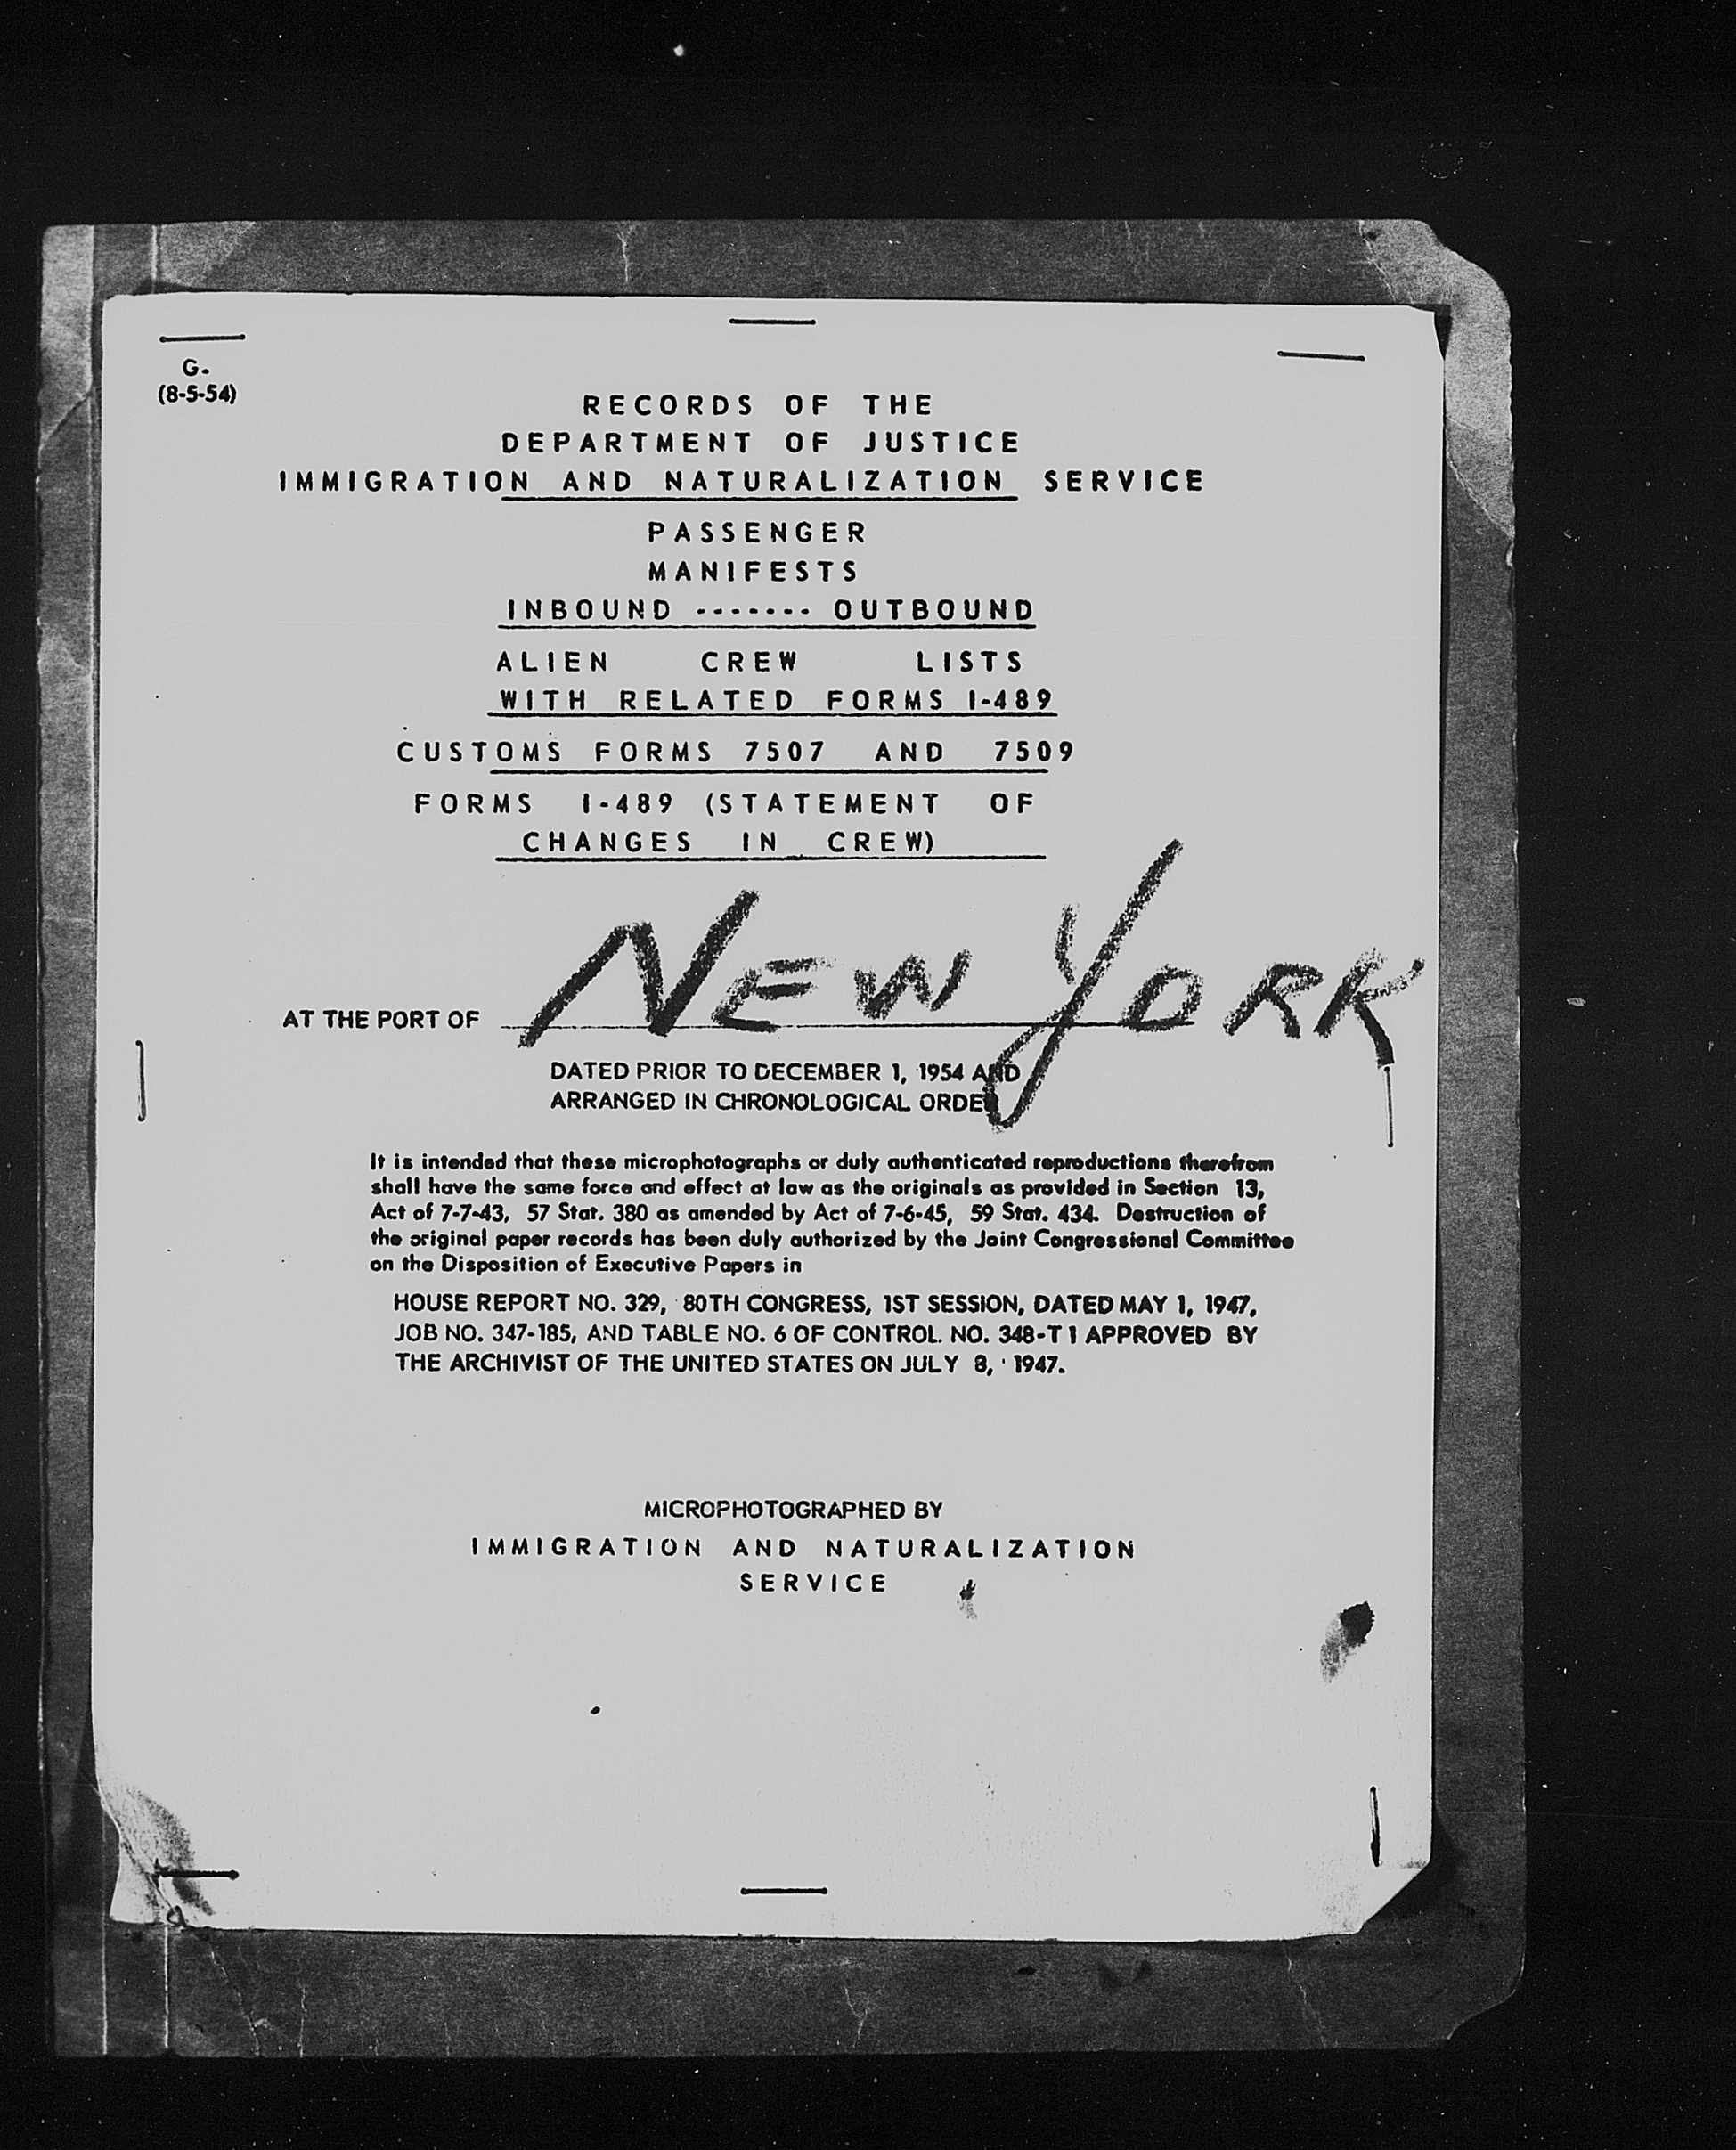 G.
(8-5-54)
RECORDS OF THE
DEPARTMENT OF JUSTICE
IMMIGRATION AND NATURALIZATION SERVICE
PASSENGER
MANIFESTS
INBOUND ------- OUTBOUND
ALIEN CREW LISTS
WITH RELATED FORMS I-489
CUSTOMS FORMS 7507 AND 7509
FORMS I-489 (STATEMENT OF
CHANGES IN CREW)
AT THE PORT OF NEW YORK
DATED PRIOR TO DECEMBER 1, 1954 AND
ARRANGED IN CHRONOLOGICAL ORDER
It is intended that these microphotographs or duly authenticated reproductions therefrom
shall have the same force and effect at law as the originals as provided in Section 13,
Act of 7-7-43, 57 Stat. 380 as amended by Act of 7-6-45, 59 Stat. 434. Destruction of
the original paper records has been duly authorized by the Joint Congressional Committee
on the Disposition of Executive Papers in
HOUSE REPORT NO. 329, 80TH CONGRESS, 1ST SESSION, DATED MAY 1, 1947,
JOB NO. 347-185, AND TABLE NO. 6 OF CONTROL. NO. 348-T1 APPROVED BY
THE ARCHIVIST OF THE UNITED STATES ON JULY 8, 1947.
MICROPHOTOGRAPHED BY
IMMIGRATION AND NATURALIZATION
SERVICE